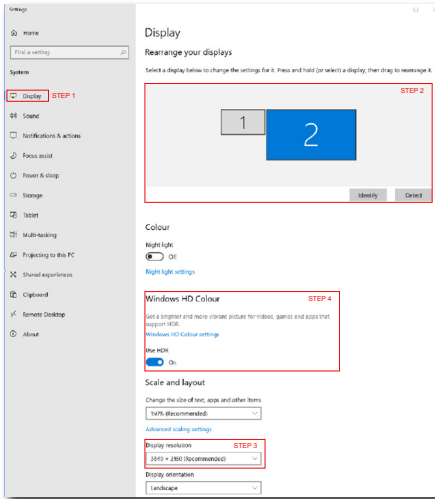 Settings
Home
Find a setting
System
Display STEP 1
Sound
Notifications & actions
Focus assist
Power & sleep
Storage
Tablet
Multi-tasking
Projecting to this PC
Shared experiences
Clipboard
Remote Desktop
About
Display
Rearrange your displays
Select a display below to change the settings for it. Press and hold (or select) a display, then drag to rearrange it.
STEP 2
1
2
Identify Detect
Colour
Night light
Off
Night light settings
Windows HD Colour STEP 4
Get a brighter and more vibrant picture for videos, games and apps that
support HDR.
Windows HD Colour settings
Use HDR
On
Scale and layout
Change the size of text, apps and other items
150% (Recommended)
Advanced scaling settings
Display resolution STEP 3
3840 × 2160 (Recommended)
Display orientation
Landscape